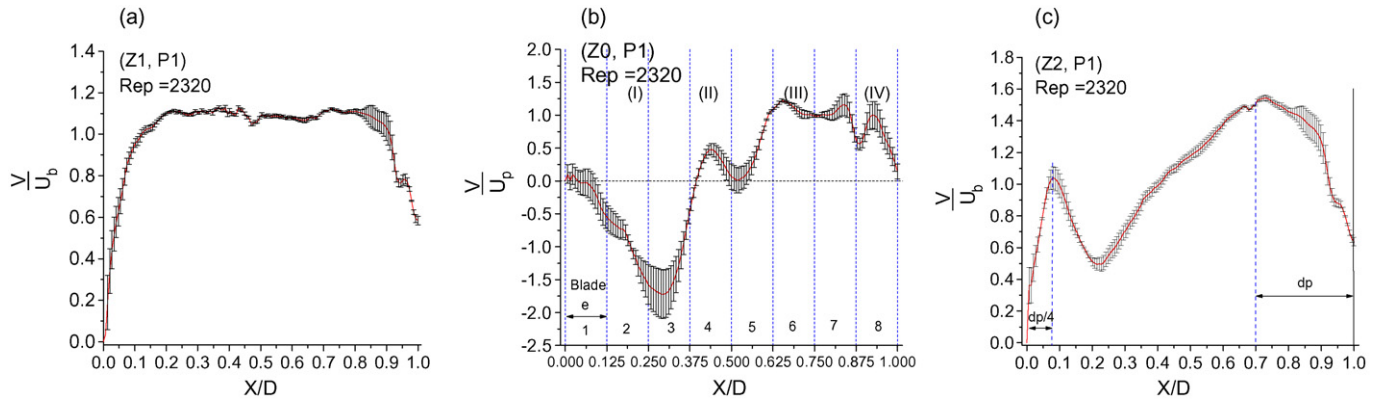 (a)
(Z1, P1)
Rep =2320
1.4
1.2
1.0
0.8
0.6
0.4
0.2
0.0
V
U_b
0.0 0.1 0.2 0.3 0.4 0.5 0.6 0.7 0.8 0.9 1.0
X/D
(b)
(Z0, P1)
Rep =2320
(I) (II) (III) (IV)
2.0
1.5
1.0
0.5
0.0
-0.5
-1.0
-1.5
-2.0
-2.5
V
U_p
Blade
e
1 2 3 4 5 6 7 8
0.000 0.125 0.250 0.375 0.500 0.625 0.750 0.875 1.000
X/D
(c)
(Z2, P1)
Rep =2320
1.8
1.6
1.4
1.2
1.0
0.8
0.6
0.4
0.2
0.0
V
U_b
dp/4
dp
0.0 0.1 0.2 0.3 0.4 0.5 0.6 0.7 0.8 0.9 1.0
X/D